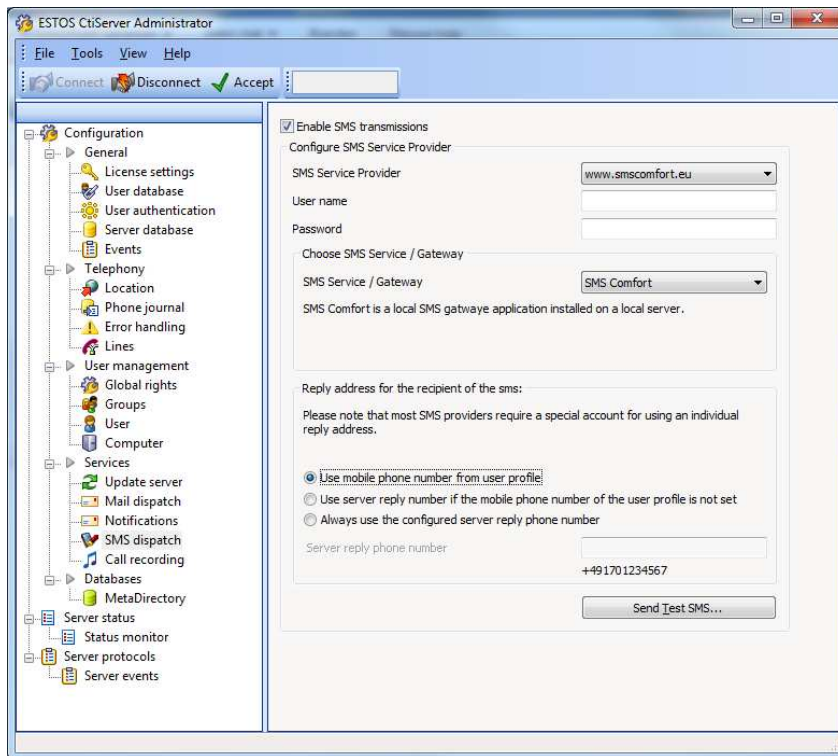 ESTOS CtiServer Administrator
File Tools View Help
Connect Disconnect Accept
Configuration
General
License settings
User database
User authentication
Server database
Events
Telephony
Location
Phone journal
Error handling
Lines
User management
Global rights
Groups
User
Computer
Services
Update server
Mail dispatch
Notifications
SMS dispatch
Call recording
Databases
MetaDirectory
Server status
Status monitor
Server protocols
Server events
Enable SMS transmissions
Configure SMS Service Provider
SMS Service Provider www.smscomfort.eu
User name
Password
Choose SMS Service / Gateway
SMS Service / Gateway SMS Comfort
SMS Comfort is a local SMS gatwaye application installed on a local server.
Reply address for the recipient of the sms:
Please note that most SMS providers require a special account for using an individual
reply address.
Use mobile phone number from user profile
Use server reply number if the mobile phone number of the user profile is not set
Always use the configured server reply phone number
Server reply phone number
+491701234567
Send Test SMS...